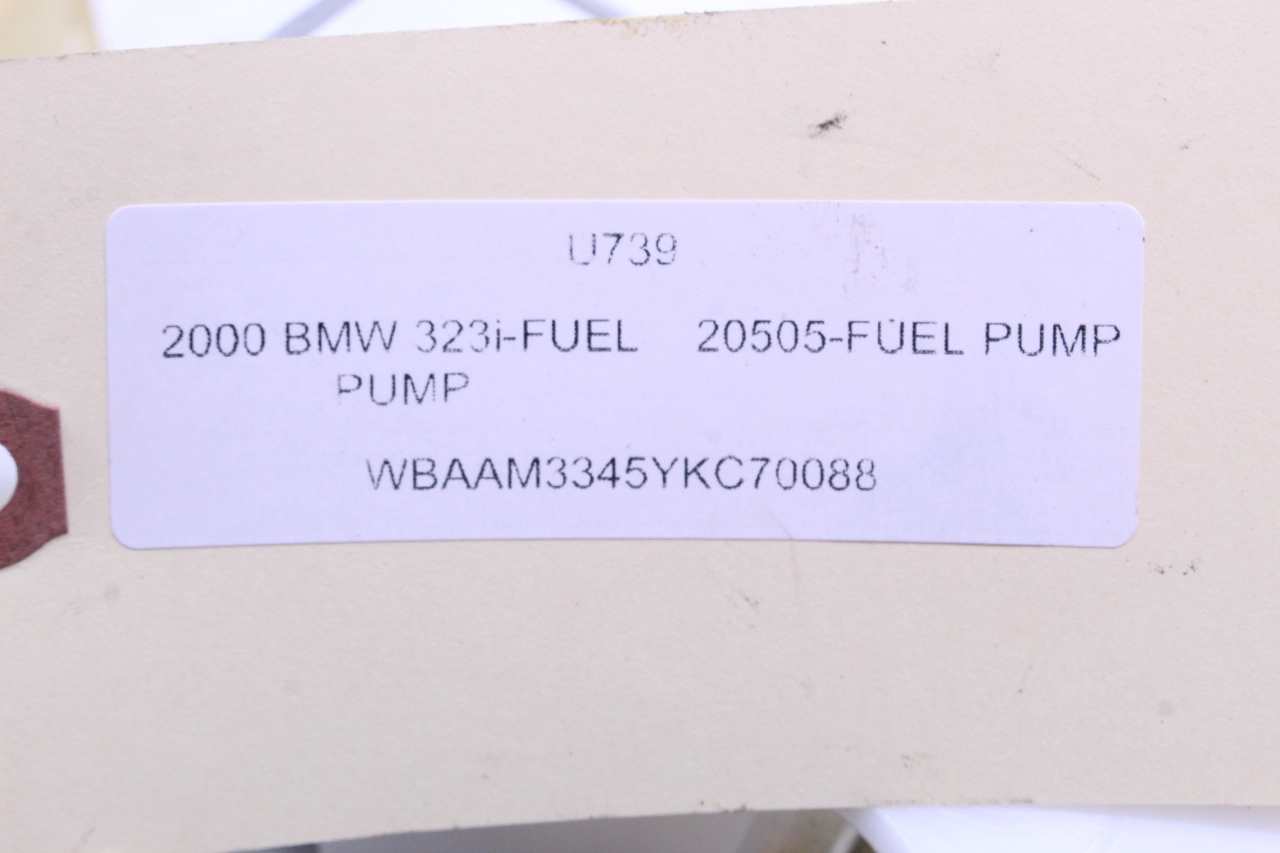 U739
2000 BMW 323i-FUEL 20505-FUEL PUMP
PUMP
WBAAM3345YKC70088